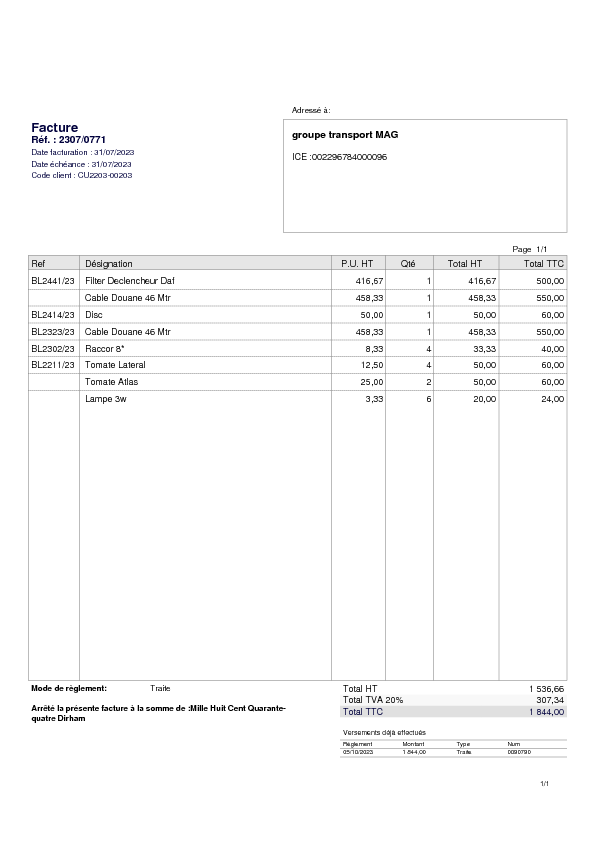 Adressé à:
Facture
Réf. : 2307/0771
Date facturation : 31/07/2023
Date échéance : 31/07/2023
Code client : CU2203-00203
groupe transport MAG
ICE :002296784000096
Page 1/1
Ref Désignation P.U. HT Qté Total HT Total TTC
BL2441/23 Filter Declencheur Daf 416,67 1 416,67 500,00
Cable Douane 46 Mtr 458,33 1 458,33 550,00
BL2414/23 Disc 50,00 1 50,00 60,00
BL2323/23 Cable Douane 46 Mtr 458,33 1 458,33 550,00
BL2302/23 Raccor 8* 8,33 4 33,33 40,00
BL2211/23 Tomate Lateral 12,50 4 50,00 60,00
Tomate Atlas 25,00 2 50,00 60,00
Lampe 3w 3,33 6 20,00 24,00
Mode de règlement: Traite
Total HT 1 536,66
Total TVA 20% 307,34
Total TTC 1 844,00
Arrêté la présente facture à la somme de :Mille Huit Cent Quarante-
quatre Dirham
Versements déjà effectués
Règlement Montant Type Num
05/10/2023 1 844,00 Traite 0090790
1/1